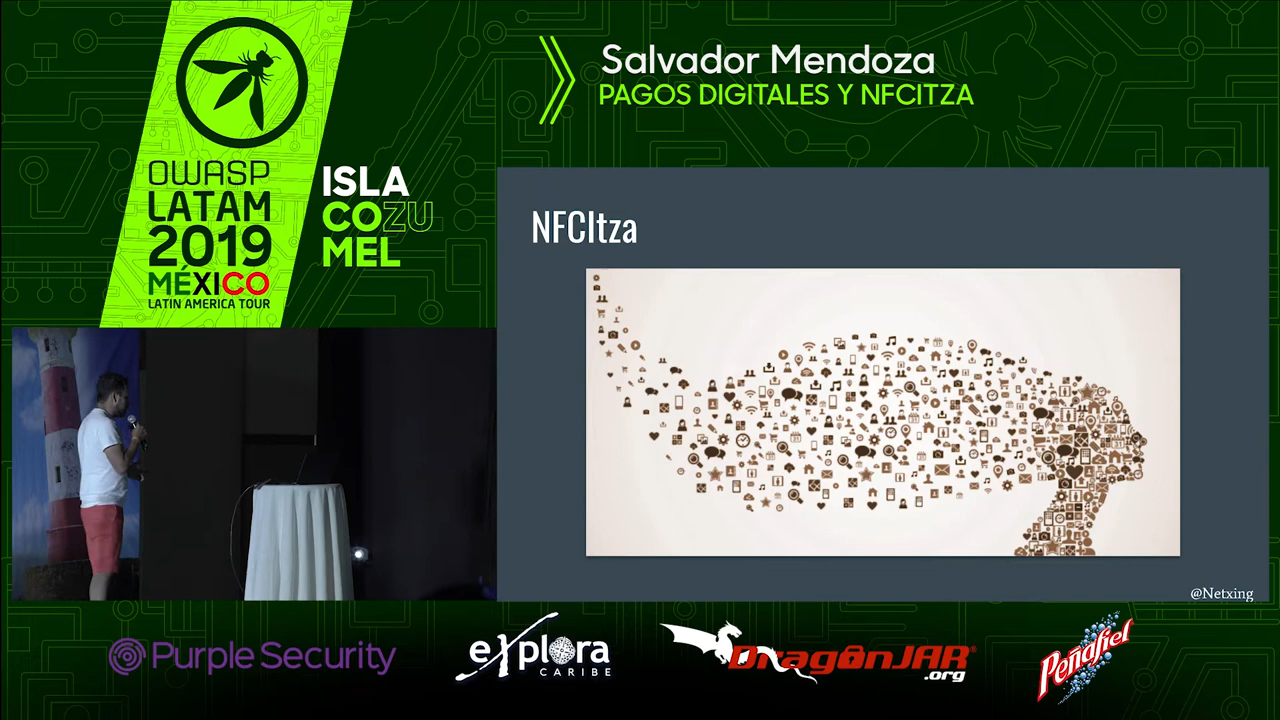 OWASP
LATAM
2019
MÉXICO
LATIN AMERICA TOUR
ISLA
COZU
MEL
Salvador Mendoza
PAGOS DIGITALES Y NFCITZA
NFCItza
@Netxing
Purple Security
explora
CARIBE
DragonJAR®
.org
Peñafiel